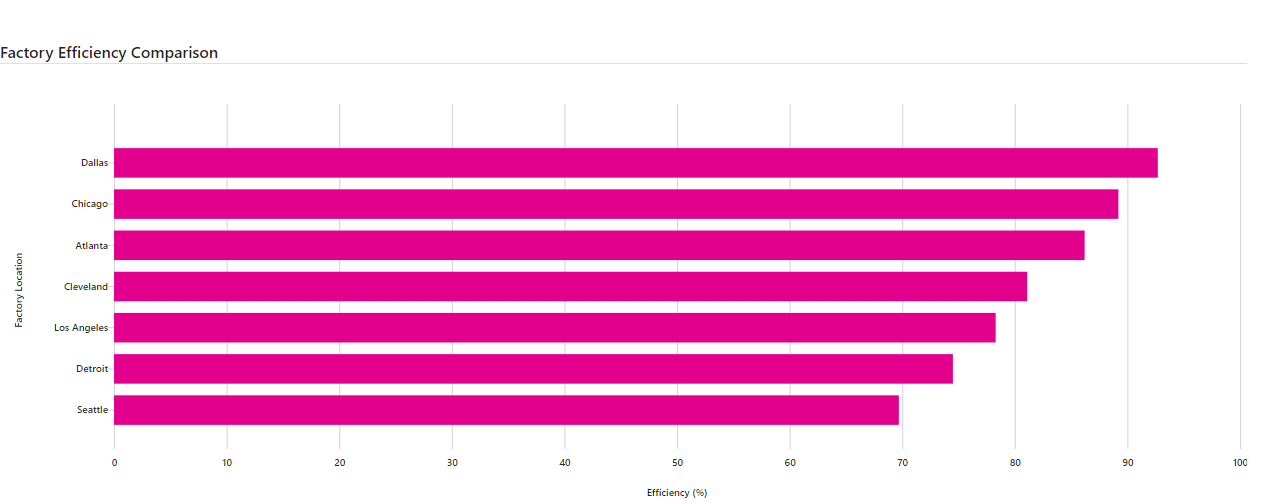 Factory Efficiency Comparison
Factory Location
Dallas
Chicago
Atlanta
Cleveland
Los Angeles
Detroit
Seattle
0 10 20 30 40 50 60 70 80 90 100
Efficiency (%)